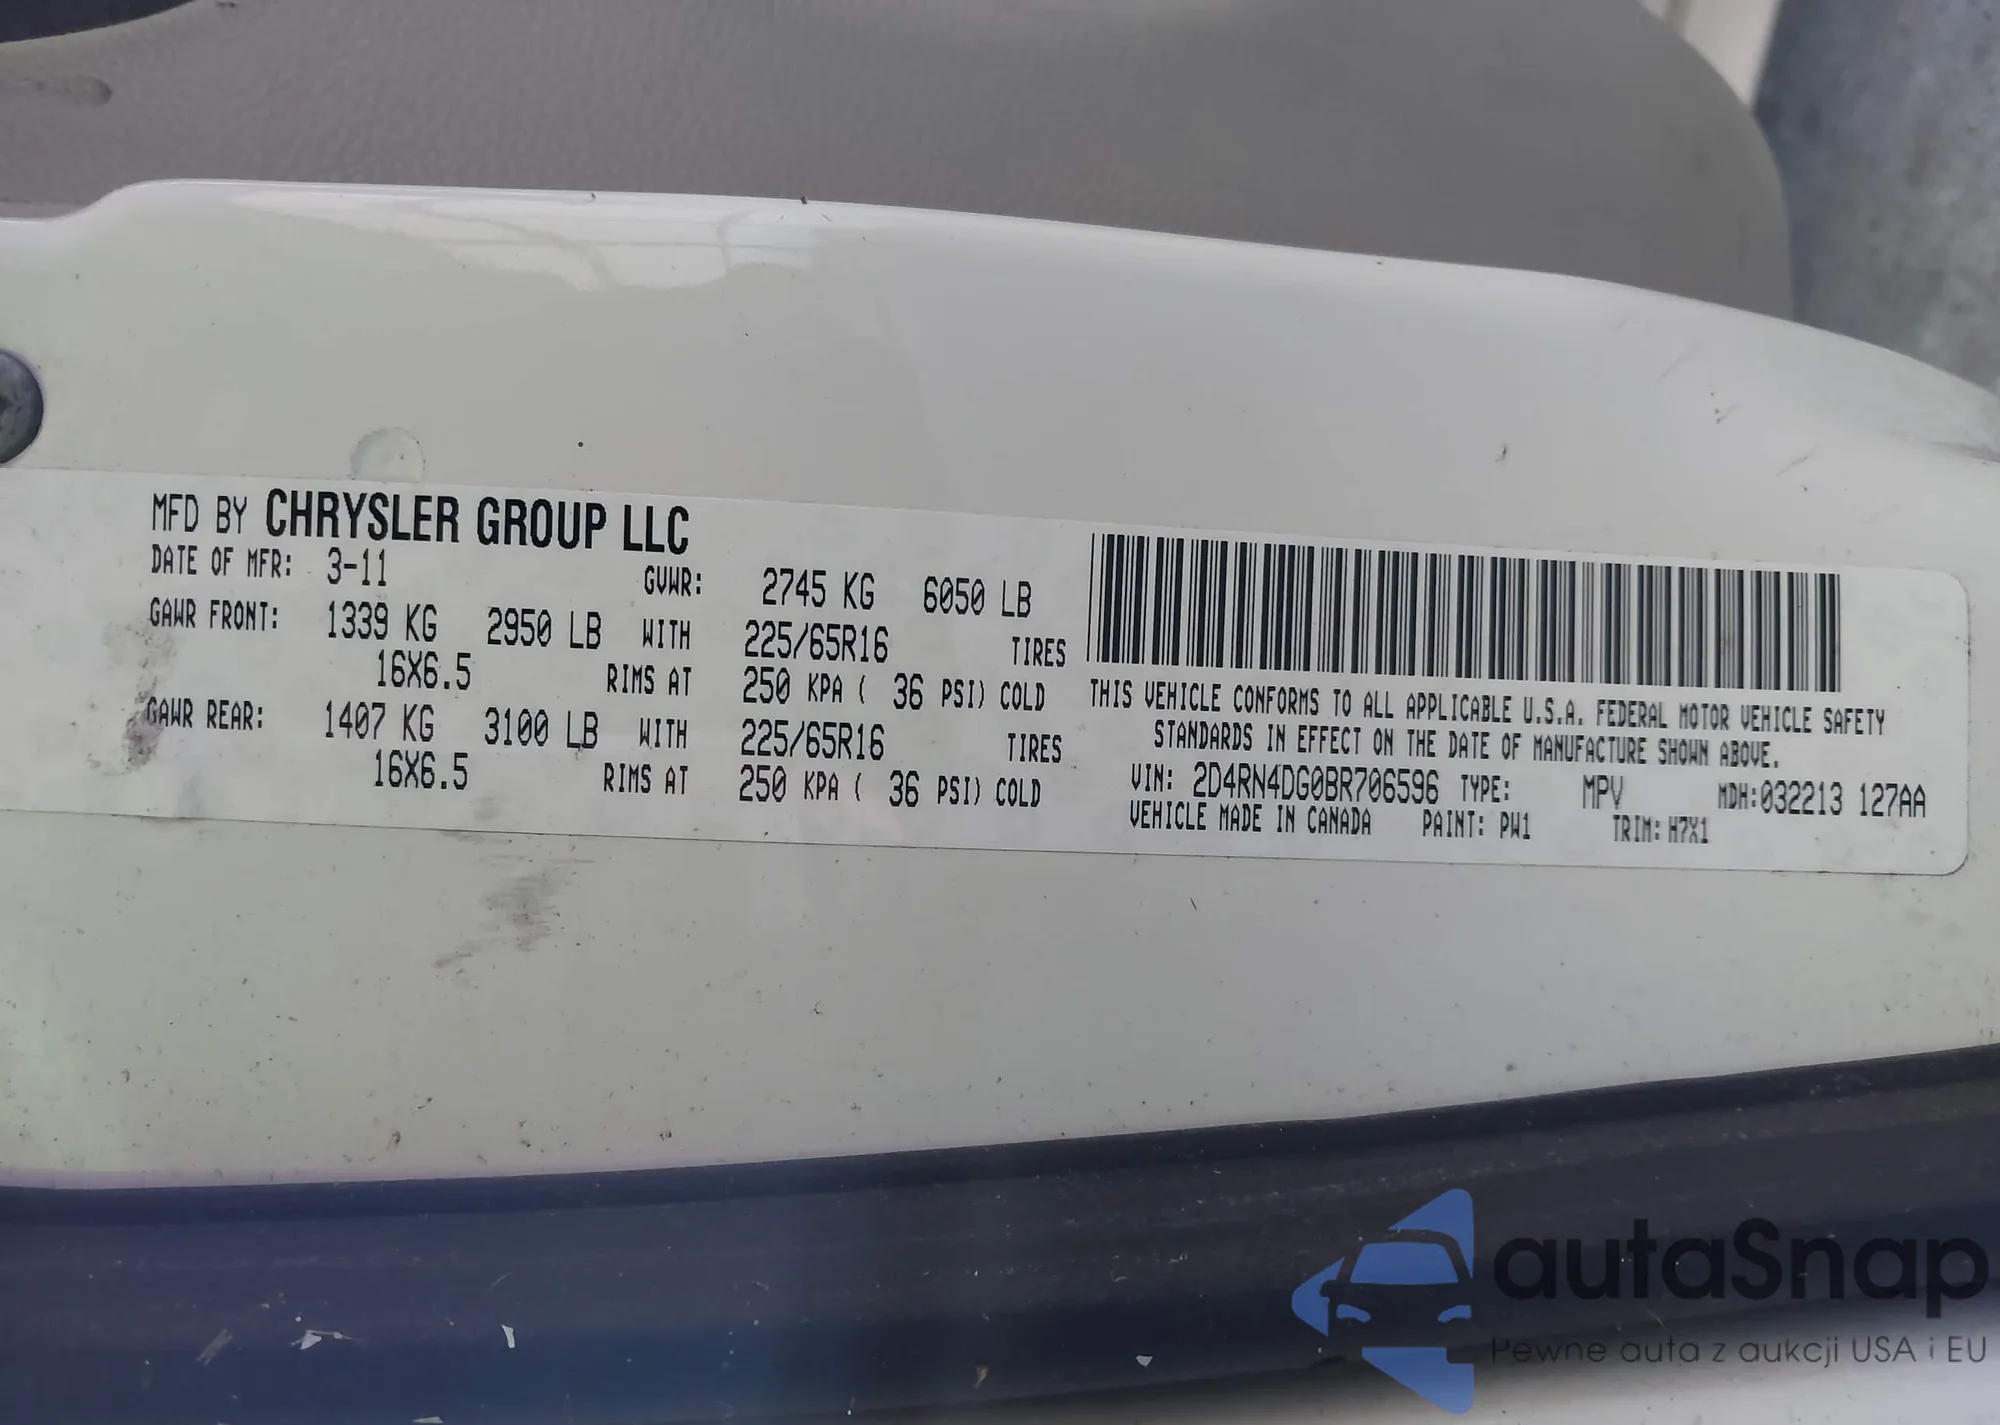 MFD BY CHRYSLER GROUP LLC
DATE OF MFR: 3-11 GVWR: 2745 KG 6050 LB
GAWR FRONT: 1339 KG 2950 LB WITH 225/65R16 TIRES
16X6.5 RIMS AT 250 KPA ( 36 PSI) COLD
GAWR REAR: 1407 KG 3100 LB WITH 225/65R16 TIRES
16X6.5 RIMS AT 250 KPA ( 36 PSI) COLD
THIS VEHICLE CONFORMS TO ALL APPLICABLE U.S.A. FEDERAL MOTOR VEHICLE SAFETY
STANDARDS IN EFFECT ON THE DATE OF MANUFACTURE SHOWN ABOVE.
VIN: 2D4RN4DG0BR706596 TYPE: MPV MDH:032213 127AA
VEHICLE MADE IN CANADA PAINT: PW1 TRIM: H7X1
autaSnap
Pewne auta z aukcji USA i EU